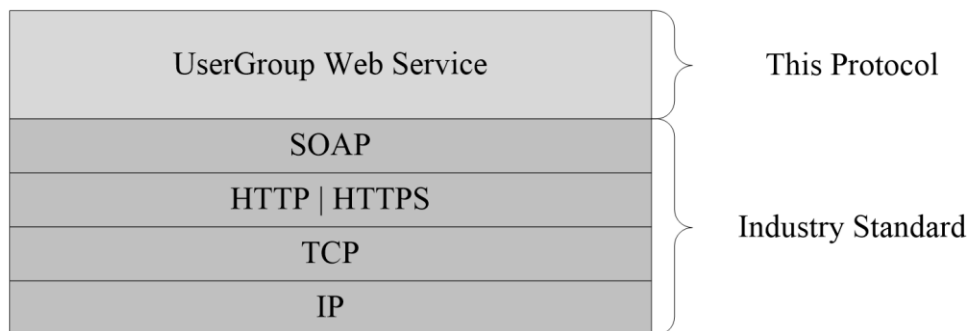 UserGroup Web Service
This Protocol
SOAP
HTTP | HTTPS
TCP
IP
Industry Standard